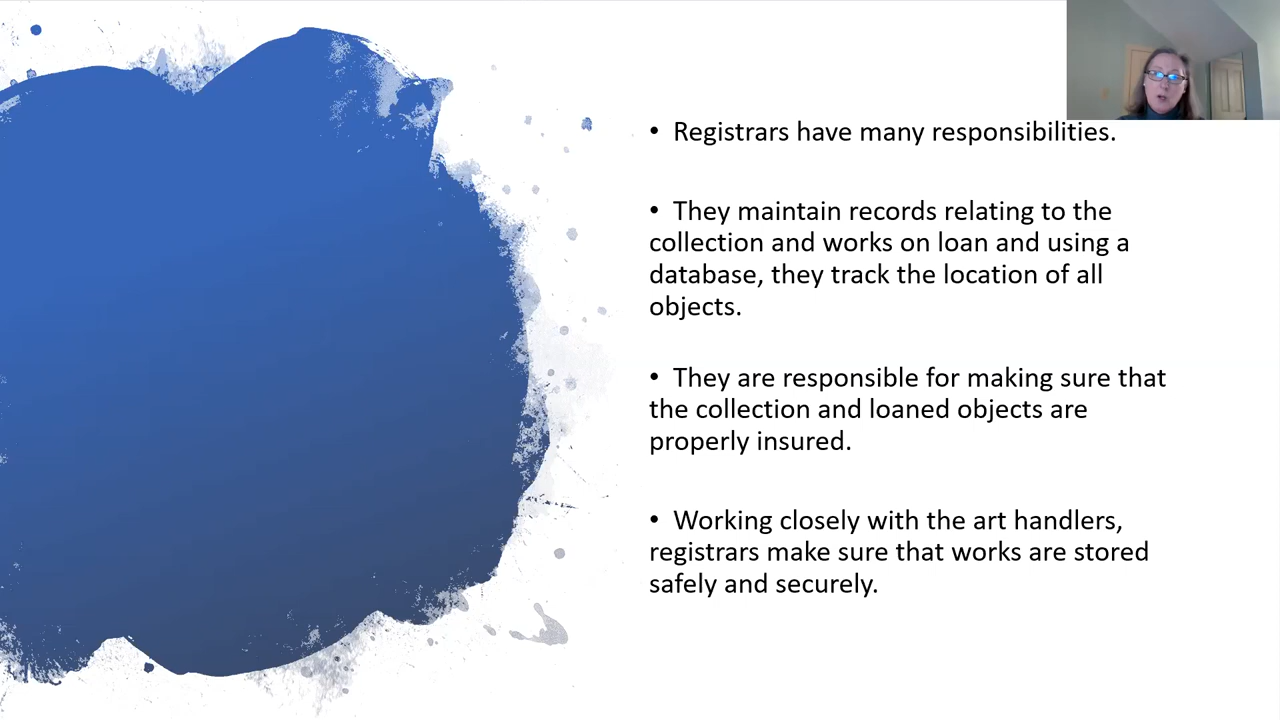 • Registrars have many responsibilities.
• They maintain records relating to the
collection and works on loan and using a
database, they track the location of all
objects.
• They are responsible for making sure that
the collection and loaned objects are
properly insured.
• Working closely with the art handlers,
registrars make sure that works are stored
safely and securely.